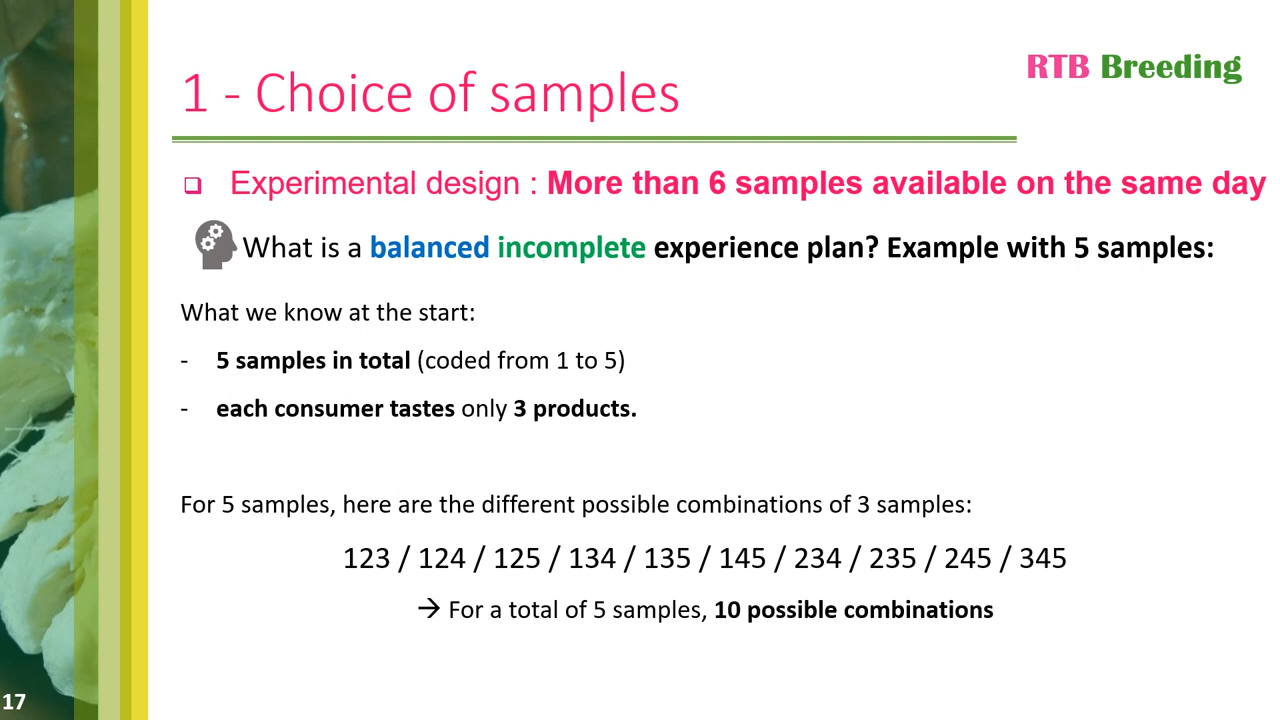 RTB Breeding
1 - Choice of samples
❑ Experimental design : More than 6 samples available on the same day
What is a balanced incomplete experience plan? Example with 5 samples:
What we know at the start:
- 5 samples in total (coded from 1 to 5)
- each consumer tastes only 3 products.
For 5 samples, here are the different possible combinations of 3 samples:
123 / 124 / 125 / 134 / 135 / 145 / 234 / 235 / 245 / 345
→ For a total of 5 samples, 10 possible combinations
17